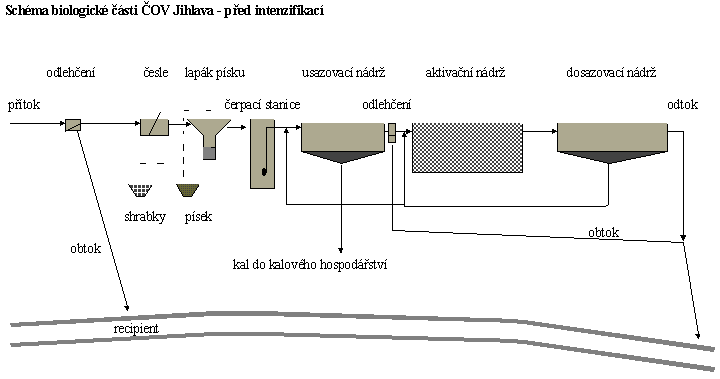 Schéma biologické části ČOV Jihlava - před intenzifikací
odlehčení
česle
lapák písku
usazovací nádrž
aktivační nádrž
dosazovací nádrž
přítok
čerpací stanice
odlehčení
odtok
shrabky
písek
obtok
obtok
kal do kalového hospodářství
recipient